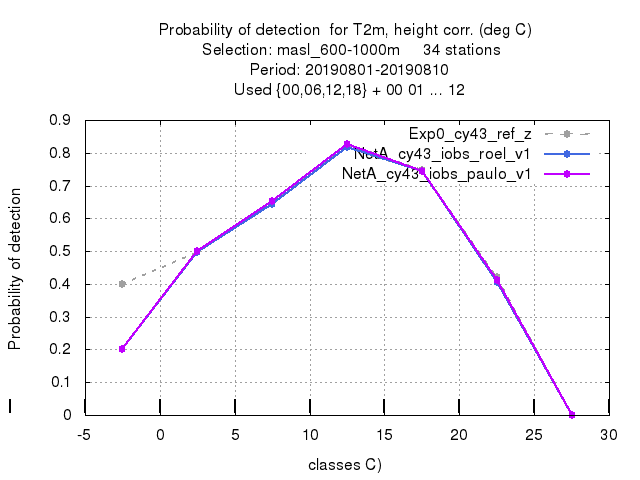 Probability of detection  for T2m, height corr. (deg C)
Selection: masl_600-1000m     34 stations
Period: 20190801-20190810
Used {00,06,12,18} + 00 01 ... 12
Exp0_cy43_ref_z
NetA_cy43_iobs_roel_v1
NetA_cy43_iobs_paulo_v1
Probability of detection
0.9
0.8
0.7
0.6
0.5
0.4
0.3
0.2
0.1
0
-5 0 5 10 15 20 25 30
classes C)